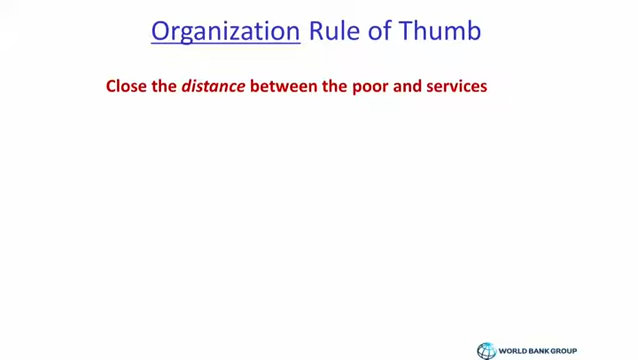 Organization Rule of Thumb
Close the distance between the poor and services
WORLD BANK GROUP